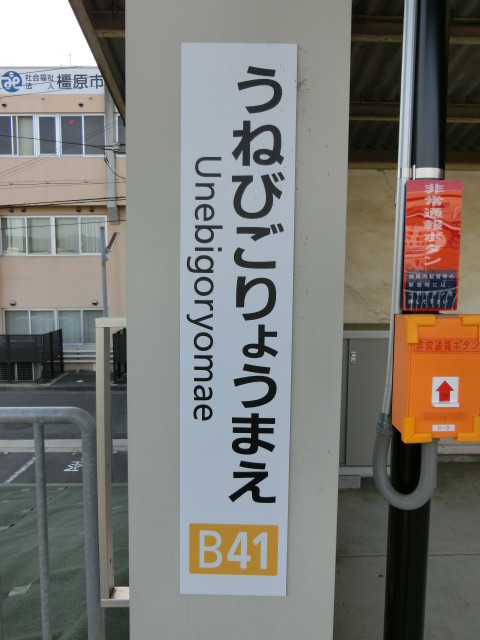 うねびごりょうまえ
Unebigoryomae
B41
社会福祉
法人
橿原市
非常通報ボタン
非常通報ボタン